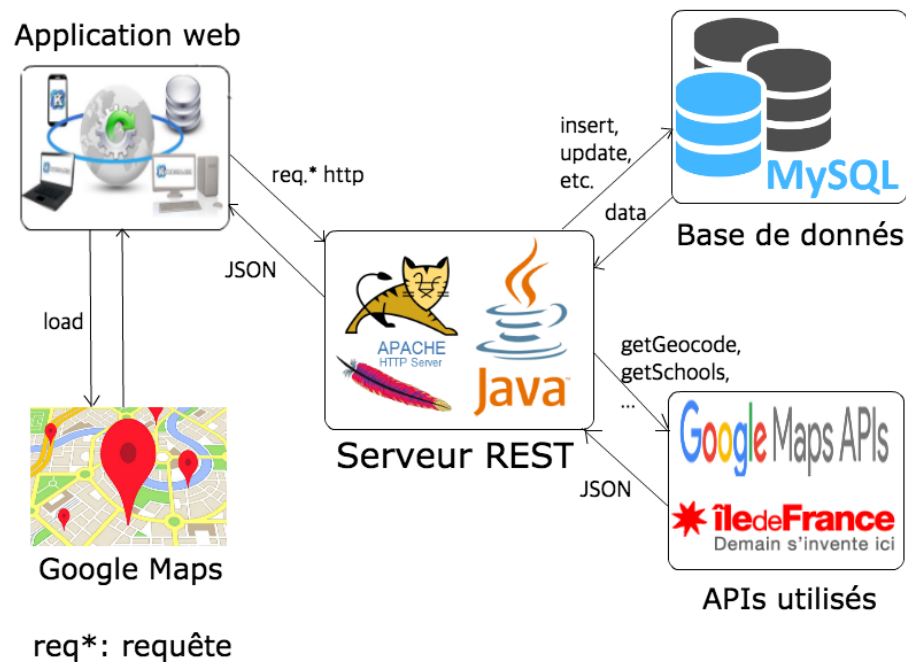 Application web
insert,
update,
etc.
MySQL
req.* http
data
Base de donnés
JSON
load
APACHE
HTTP Server
Java
getGeocode,
getSchools,
...
Serveur REST
Google Maps APIs
JSON
îledeFrance
Demain s'invente ici
Google Maps
APIs utilisés
req*: requête